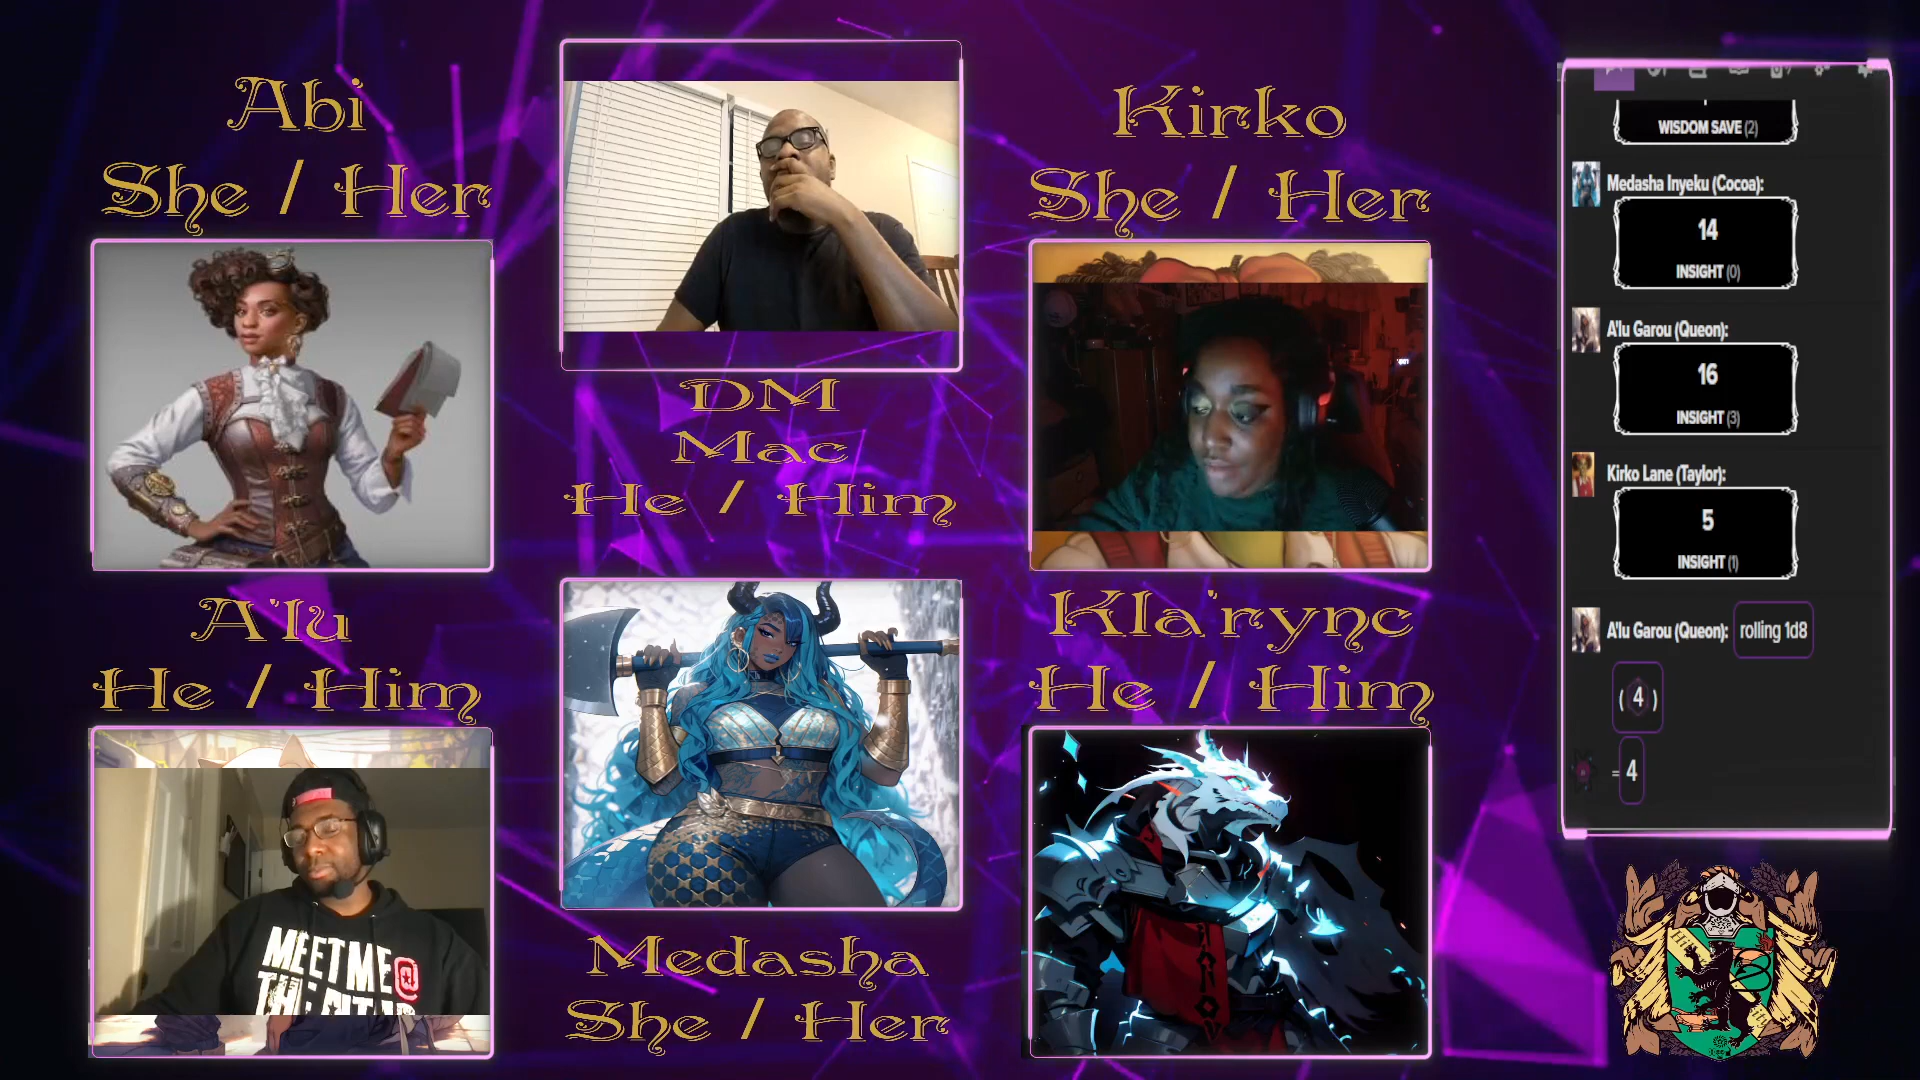 Abi
She / Her
DM
Mac
He / Him
Kirko
She / Her
A'lu
He / Him
MEET ME @
Medasha
She / Her
Kla'rync
He / Him
WISDOM SAVE (2)
Medasha Inyeku (Cocoa):
14
INSIGHT (0)
A'lu Garou (Queon):
16
INSIGHT (3)
Kirko Lane (Taylor):
5
INSIGHT (1)
A'lu Garou (Queon): rolling 1d8
( 4 )
= 4